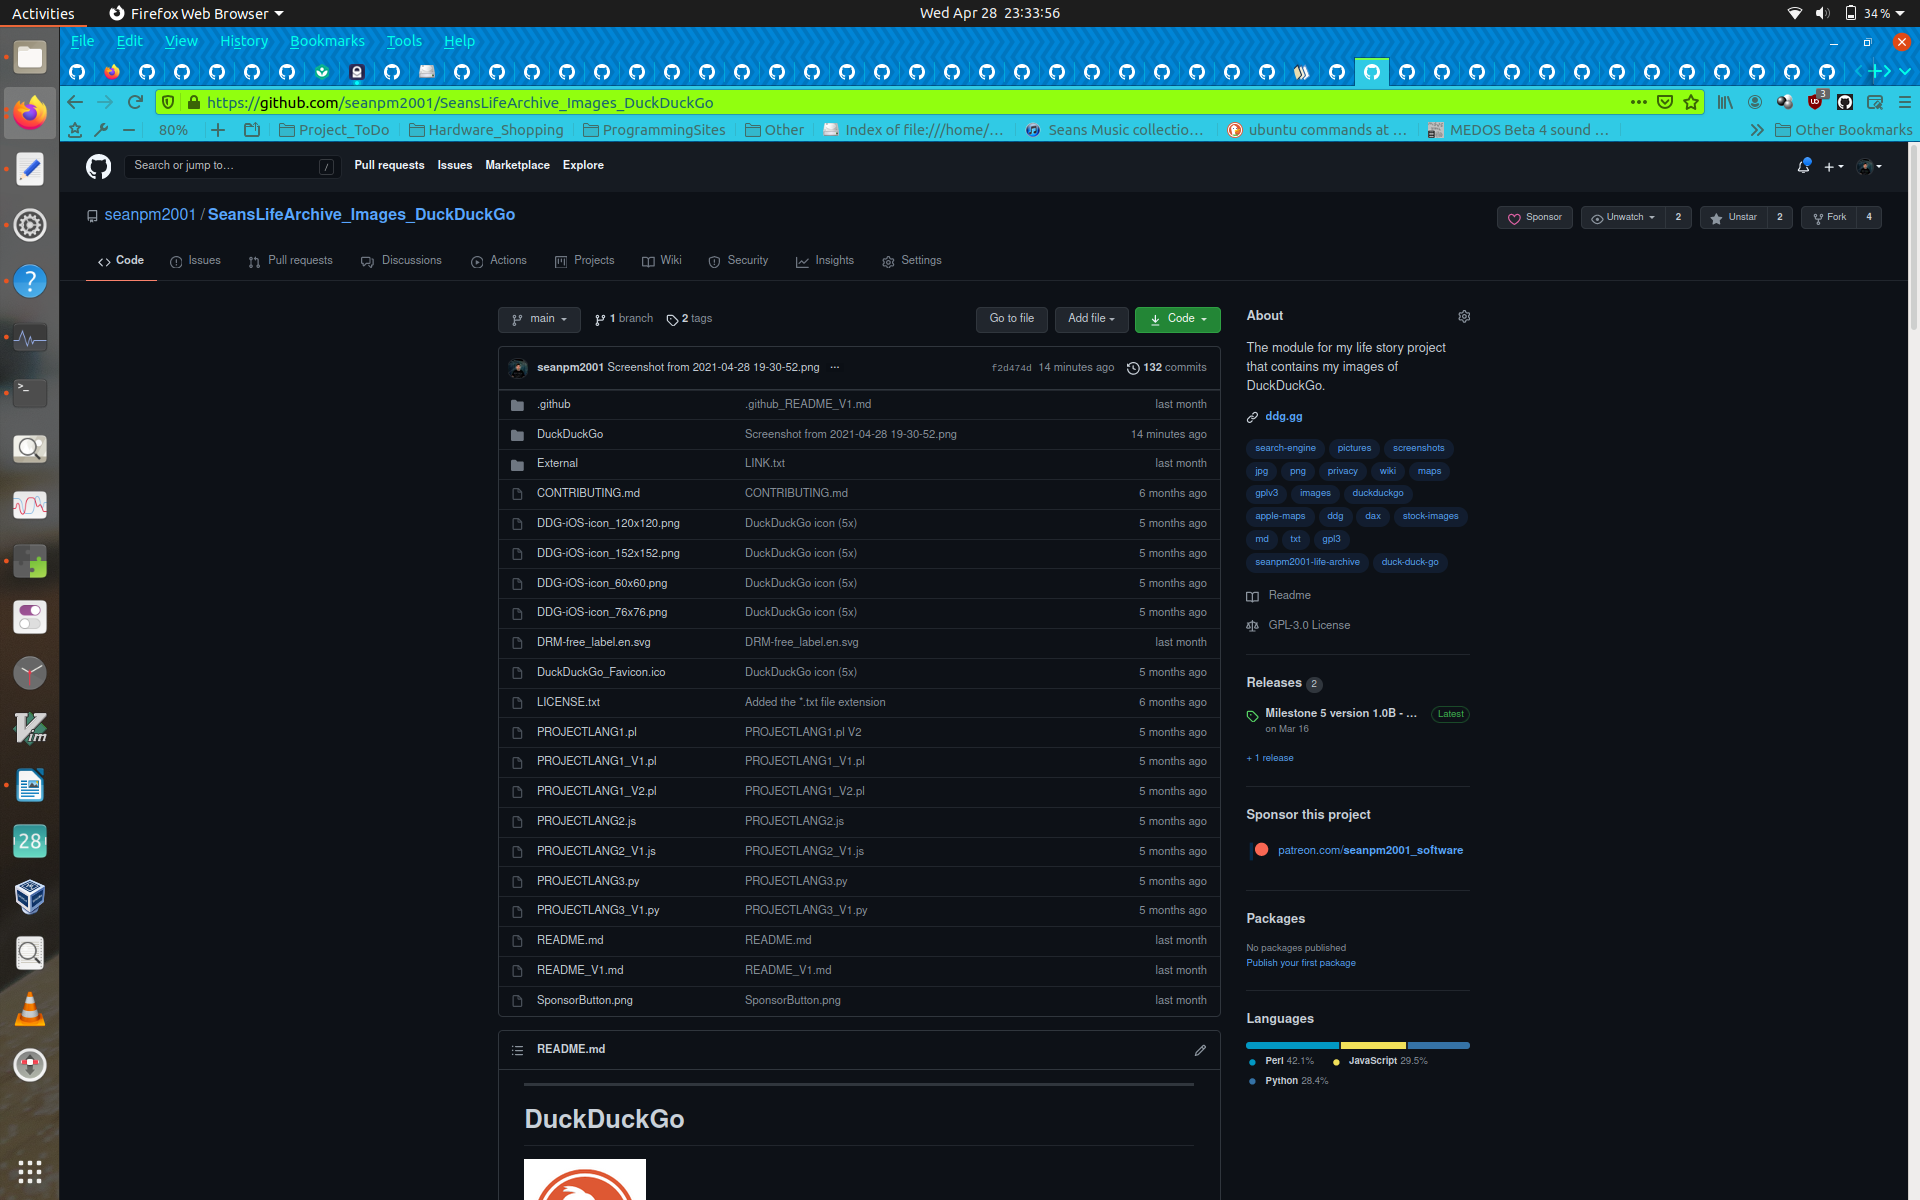 Activities Firefox Web Browser Wed Apr 28 23:33:56 34 %
File Edit View History Bookmarks Tools Help
https://github.com/seanpm2001/SeansLifeArchive_Images_DuckDuckGo 3
80% Project_ToDo Hardware_Shopping ProgrammingSites Other Index of file:///home/... Seans Music collectio... ubuntu commands at ... MEDOS Beta 4 sound ... Other Bookmarks
Search or jump to... / Pull requests Issues Marketplace Explore
seanpm2001 / SeansLifeArchive_Images_DuckDuckGo Sponsor Unwatch 2 Unstar 2 Fork 4
Code Issues Pull requests Discussions Actions Projects Wiki Security Insights Settings
main 1 branch 2 tags Go to file Add file Code
seanpm2001 Screenshot from 2021-04-28 19-30-52.png ... f2d474d 14 minutes ago 132 commits
.github .github_README_V1.md last month
DuckDuckGo Screenshot from 2021-04-28 19-30-52.png 14 minutes ago
External LINK.txt last month
CONTRIBUTING.md CONTRIBUTING.md 6 months ago
DDG-iOS-icon_120x120.png DuckDuckGo icon (5x) 5 months ago
DDG-iOS-icon_152x152.png DuckDuckGo icon (5x) 5 months ago
DDG-iOS-icon_60x60.png DuckDuckGo icon (5x) 5 months ago
DDG-iOS-icon_76x76.png DuckDuckGo icon (5x) 5 months ago
DRM-free_label.en.svg DRM-free_label.en.svg last month
DuckDuckGo_Favicon.ico DuckDuckGo icon (5x) 5 months ago
LICENSE.txt Added the *.txt file extension 6 months ago
PROJECTLANG1.pl PROJECTLANG1.pl V2 5 months ago
PROJECTLANG1_V1.pl PROJECTLANG1_V1.pl 5 months ago
PROJECTLANG1_V2.pl PROJECTLANG1_V2.pl 5 months ago
PROJECTLANG2.js PROJECTLANG2.js 5 months ago
PROJECTLANG2_V1.js PROJECTLANG2_V1.js 5 months ago
PROJECTLANG3.py PROJECTLANG3.py 5 months ago
PROJECTLANG3_V1.py PROJECTLANG3_V1.py 5 months ago
README.md README.md last month
README_V1.md README_V1.md last month
SponsorButton.png SponsorButton.png last month
README.md
DuckDuckGo
About
The module for my life story project
that contains my images of
DuckDuckGo.
ddg.gg
search-engine pictures screenshots
jpg png privacy wiki maps
gplv3 images duckduckgo
apple-maps ddg dax stock-images
md txt gpl3
seanpm2001-life-archive duck-duck-go
Readme
GPL-3.0 License
Releases 2
Milestone 5 version 1.0B - ... Latest
on Mar 16
+ 1 release
Sponsor this project
patreon.com/seanpm2001_software
Packages
No packages published
Publish your first package
Languages
Perl 42.1% JavaScript 29.5%
Python 28.4%
28
Vim